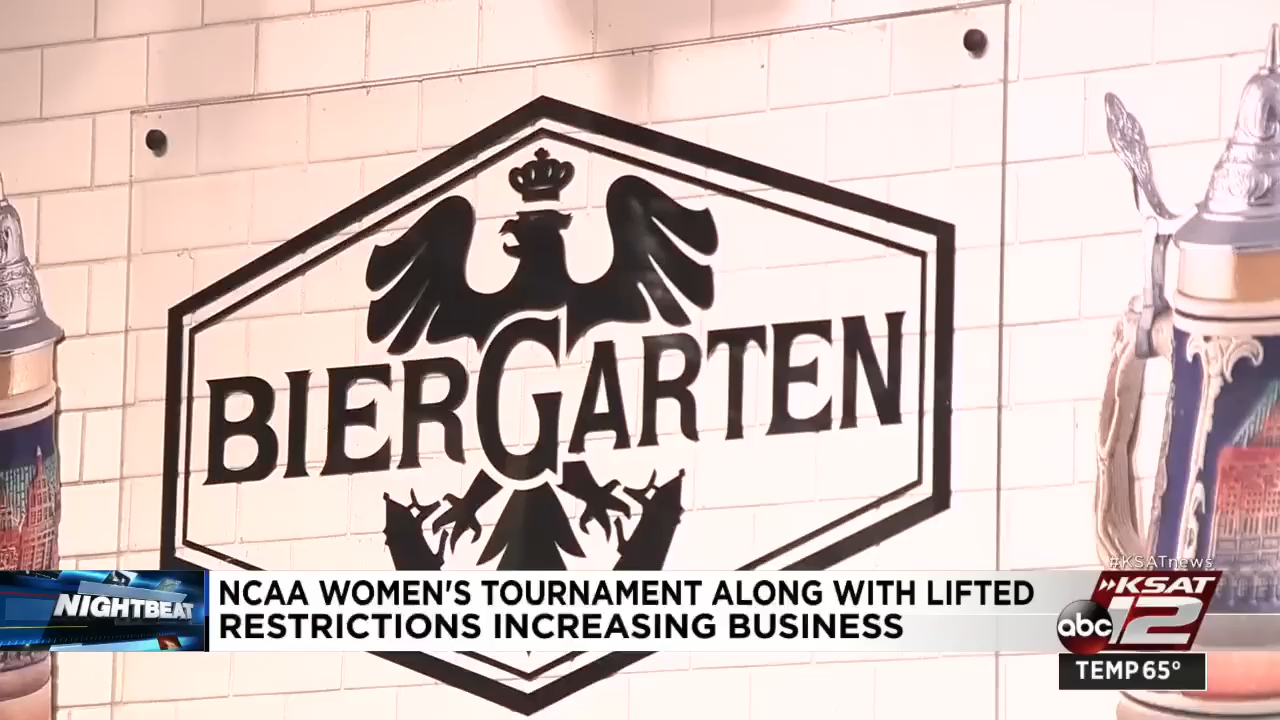 BIERGARTEN
#KSATnews
NIGHTBEAT
NCAA WOMEN'S TOURNAMENT ALONG WITH LIFTED
RESTRICTIONS INCREASING BUSINESS
KSAT
abc 12
TEMP 65°